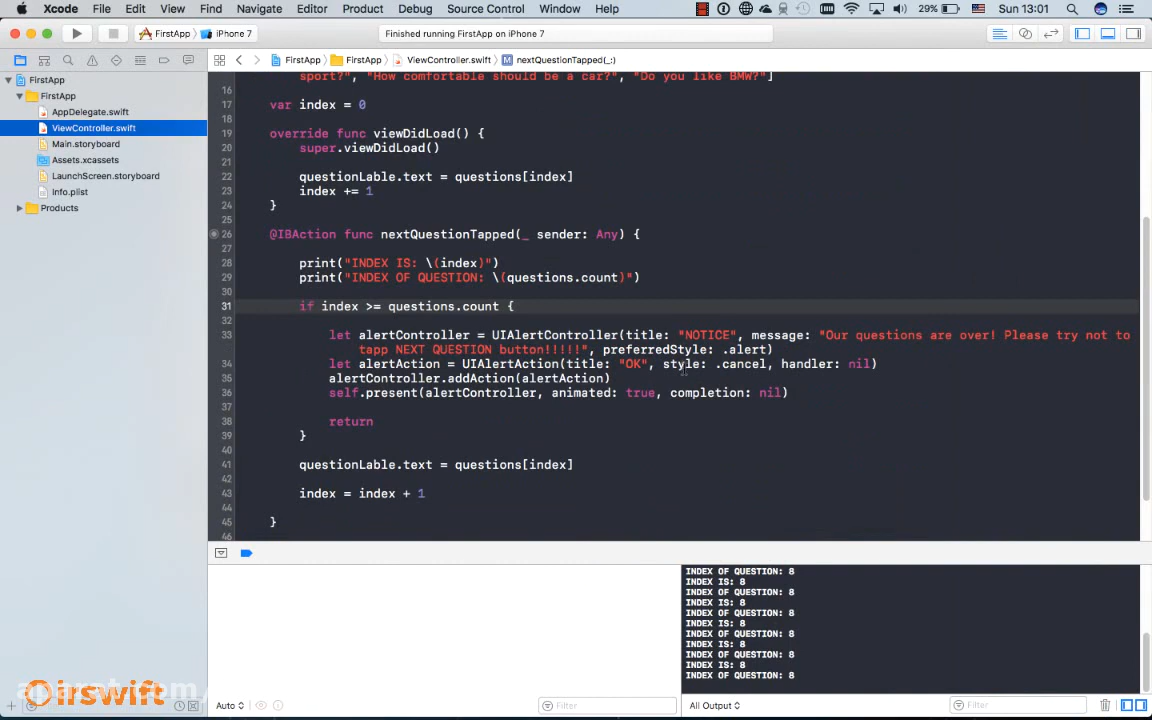 Xcode File Edit View Find Navigate Editor Product Debug Source Control Window Help 29% Sun 13:01
FirstApp iPhone 7 Finished running FirstApp on iPhone 7
FirstApp FirstApp ViewController.swift M nextQuestionTapped(_:)
FirstApp
FirstApp
AppDelegate.swift
ViewController.swift
Main.storyboard
Assets.xcassets
LaunchScreen.storyboard
Info.plist
Products
sport?", "How comfortable should be a car?", "Do you like BMW?"]
16
17 var index = 0
18
19 override func viewDidLoad() {
20 super.viewDidLoad()
21
22 questionLable.text = questions[index]
23 index += 1
24 }
25
26 @IBAction func nextQuestionTapped(_ sender: Any) {
27
28 print("INDEX IS: \(index)")
29 print("INDEX OF QUESTION: \(questions.count)")
30
31 if index >= questions.count {
32
33 let alertController = UIAlertController(title: "NOTICE", message: "Our questions are over! Please try not to
tapp NEXT QUESTION button!!!!!", preferredStyle: .alert)
34 let alertAction = UIAlertAction(title: "OK", style: .cancel, handler: nil)
35 alertController.addAction(alertAction)
36 self.present(alertController, animated: true, completion: nil)
37
38 return
39 }
40
41 questionLable.text = questions[index]
42
43 index = index + 1
44
45 }
46
INDEX OF QUESTION: 8
INDEX IS: 8
INDEX OF QUESTION: 8
INDEX IS: 8
INDEX OF QUESTION: 8
INDEX IS: 8
INDEX OF QUESTION: 8
INDEX IS: 8
INDEX OF QUESTION: 8
INDEX IS: 8
INDEX OF QUESTION: 8
Auto Filter All Output Filter
aparat.com/
irswift